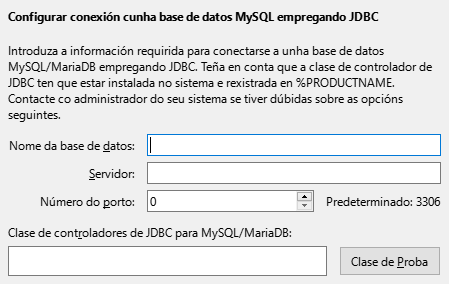 Configurar conexión cunha base de datos MySQL empregando JDBC
Introduza a información requirida para conectarse a unha base de datos
MySQL/MariaDB empregando JDBC. Teña en conta que a clase de controlador de
JDBC ten que estar instalada no sistema e rexistrada en %PRODUCTNAME.
Contacte co administrador do seu sistema se tiver dúbidas sobre as opcións
seguintes.
Nome da base de datos:
Servidor:
Número do porto: 0 Predeterminado: 3306
Clase de controladores de JDBC para MySQL/MariaDB:
Clase de Proba